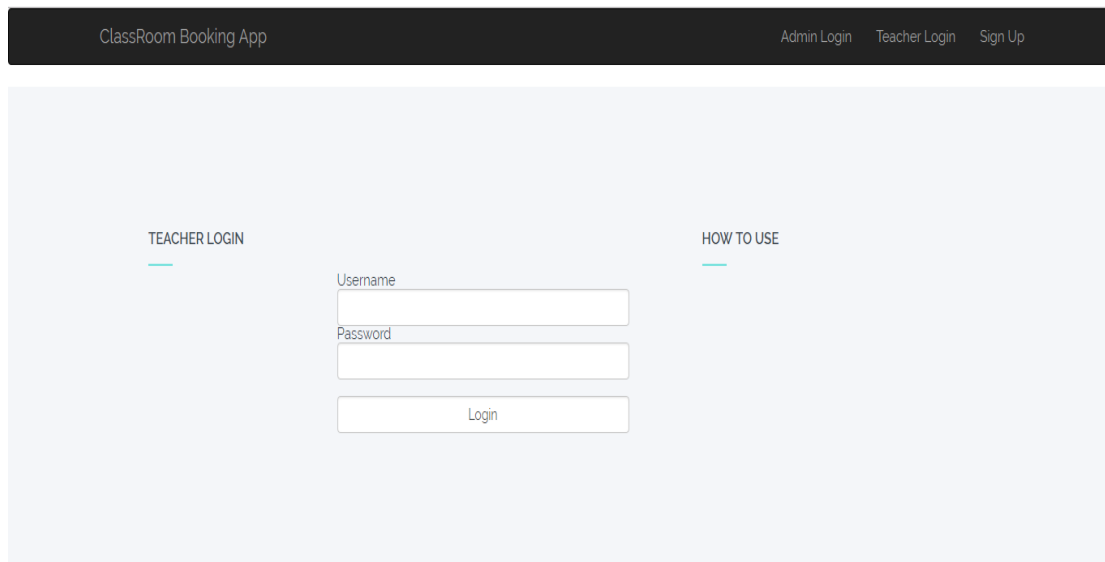 ClassRoom Booking App
Admin Login Teacher Login Sign Up
TEACHER LOGIN
Username
Password
Login
HOW TO USE